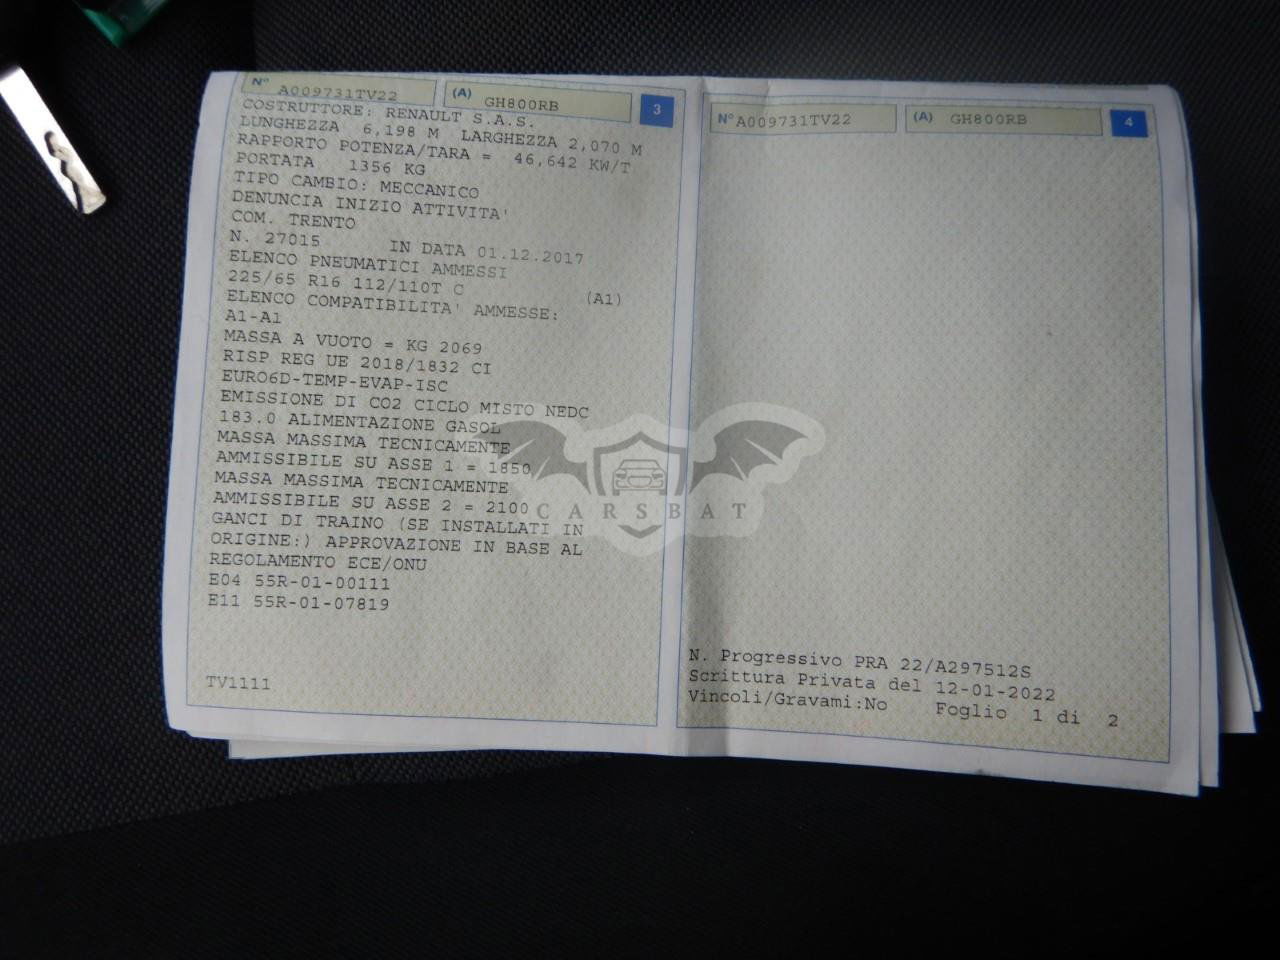 N° A009731TV22 (A) GH800RB 3
COSTRUTTORE: RENAULT S.A.S.
LUNGHEZZA 6,198 M LARGHEZZA 2,070 M
RAPPORTO POTENZA/TARA = 46,642 KW/T
PORTATA 1356 KG
TIPO CAMBIO: MECCANICO
DENUNCIA INIZIO ATTIVITA'
COM. TRENTO
N. 27015 IN DATA 01.12.2017
ELENCO PNEUMATICI AMMESSI
225/65 R16 112/110T C (A1)
ELENCO COMPATIBILITA' AMMESSE:
A1-A1
MASSA A VUOTO = KG 2069
RISP REG UE 2018/1832 CI
EURO6D-TEMP-EVAP-ISC
EMISSIONE DI CO2 CICLO MISTO NEDC
183.0 ALIMENTAZIONE GASOL
MASSA MASSIMA TECNICAMENTE
AMMISSIBILE SU ASSE 1 = 1850
MASSA MASSIMA TECNICAMENTE
AMMISSIBILE SU ASSE 2 = 2100
GANCI DI TRAINO (SE INSTALLATI IN
ORIGINE:) APPROVAZIONE IN BASE AL
REGOLAMENTO ECE/ONU
E04 55R-01-00111
E11 55R-01-07819
TV1111
N° A009731TV22 (A) GH800RB 4
N. Progressivo PRA 22/A297512S
Scrittura Privata del 12-01-2022
Vincoli/Gravami:No Foglio 1 di 2
CARSBAT